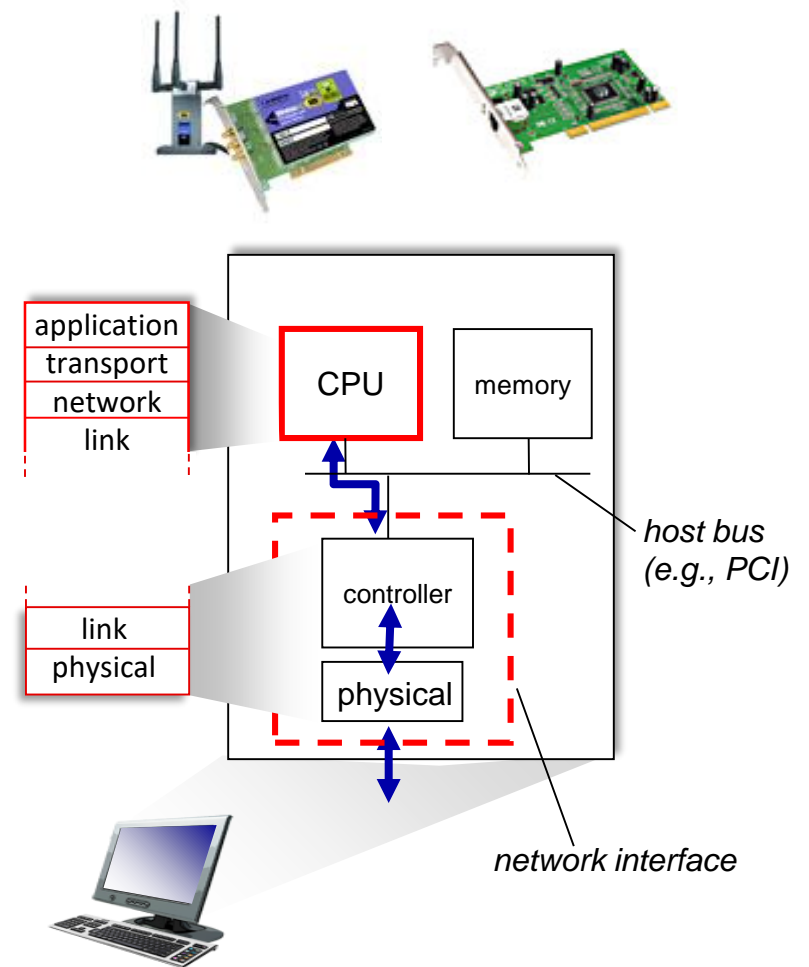 application
transport
network
link
CPU
memory
host bus
(e.g., PCI)
controller
link
physical
physical
network interface